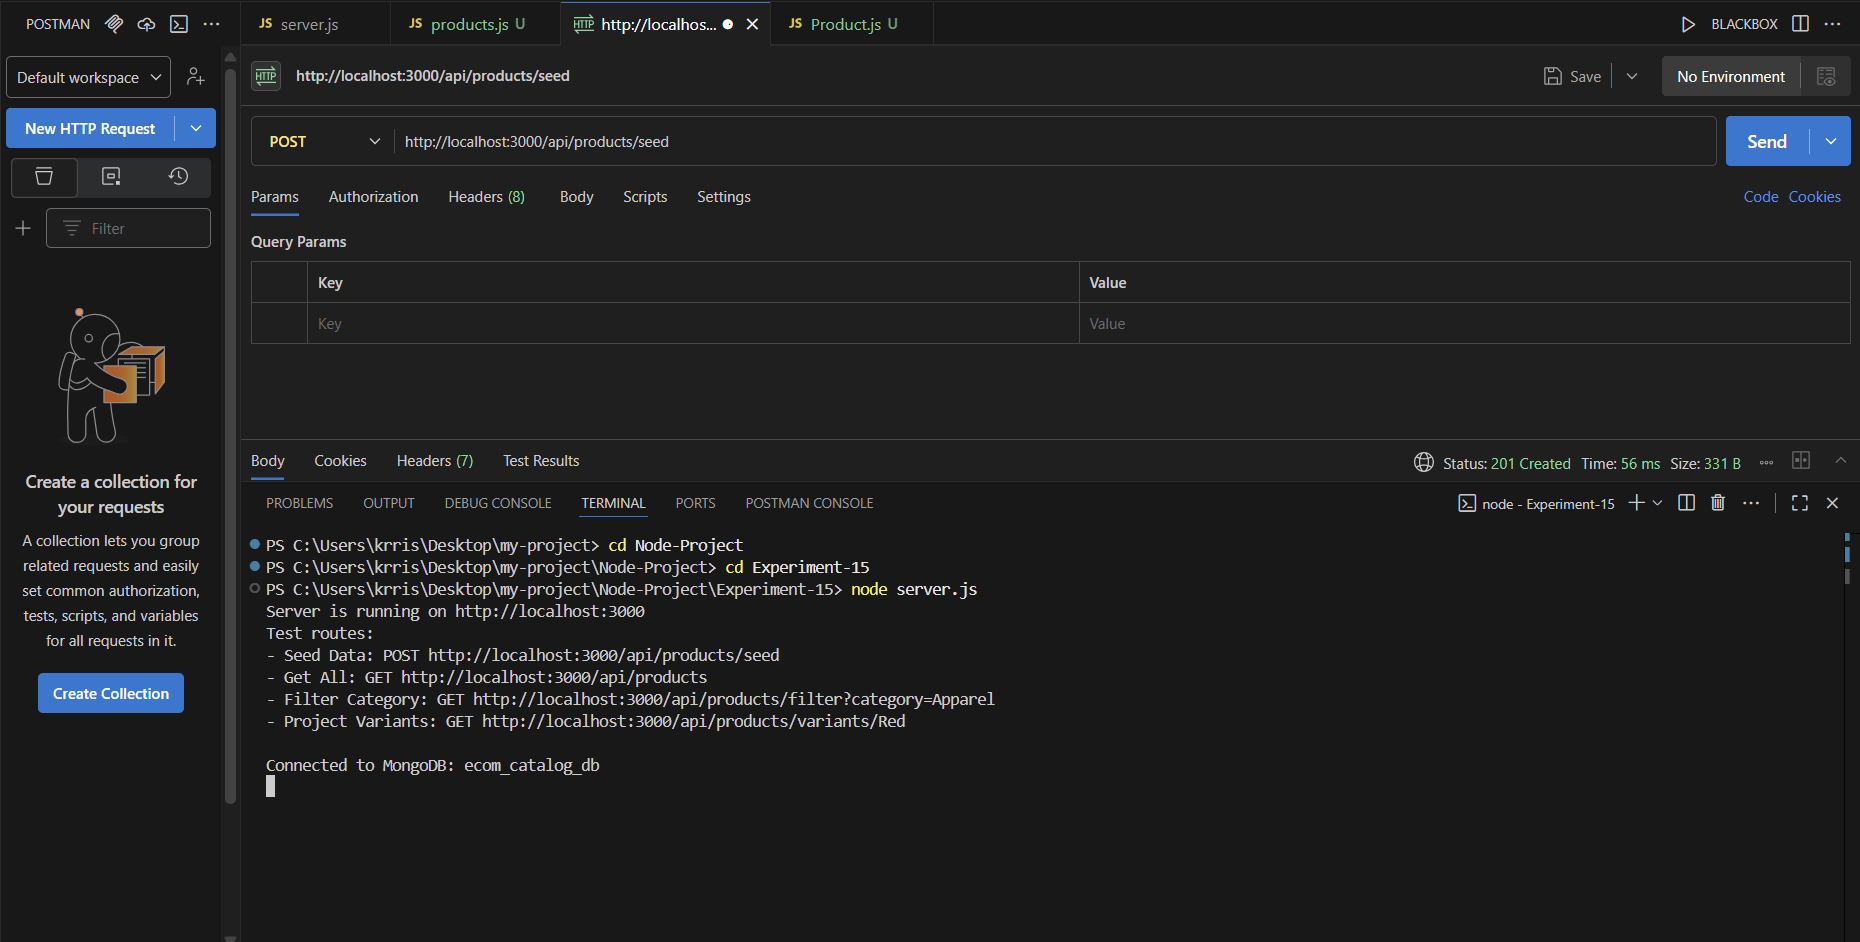 POSTMAN
JS server.js
JS products.js U
HTTP http://localhos...
JS Product.js U
BLACKBOX
Default workspace
New HTTP Request
Filter
Create a collection for
your requests
A collection lets you group
related requests and easily
set common authorization,
tests, scripts, and variables
for all requests in it.
Create Collection
HTTP http://localhost:3000/api/products/seed
Save
No Environment
POST http://localhost:3000/api/products/seed
Send
Params Authorization Headers (8) Body Scripts Settings
Code Cookies
Query Params
Key Value
Key Value
Body Cookies Headers (7) Test Results
Status: 201 Created Time: 56 ms Size: 331 B
PROBLEMS OUTPUT DEBUG CONSOLE TERMINAL PORTS POSTMAN CONSOLE
node - Experiment-15
PS C:\Users\krris\Desktop\my-project> cd Node-Project
PS C:\Users\krris\Desktop\my-project\Node-Project> cd Experiment-15
PS C:\Users\krris\Desktop\my-project\Node-Project\Experiment-15> node server.js
Server is running on http://localhost:3000
Test routes:
- Seed Data: POST http://localhost:3000/api/products/seed
- Get All: GET http://localhost:3000/api/products
- Filter Category: GET http://localhost:3000/api/products/filter?category=Apparel
- Project Variants: GET http://localhost:3000/api/products/variants/Red
Connected to MongoDB: ecom_catalog_db